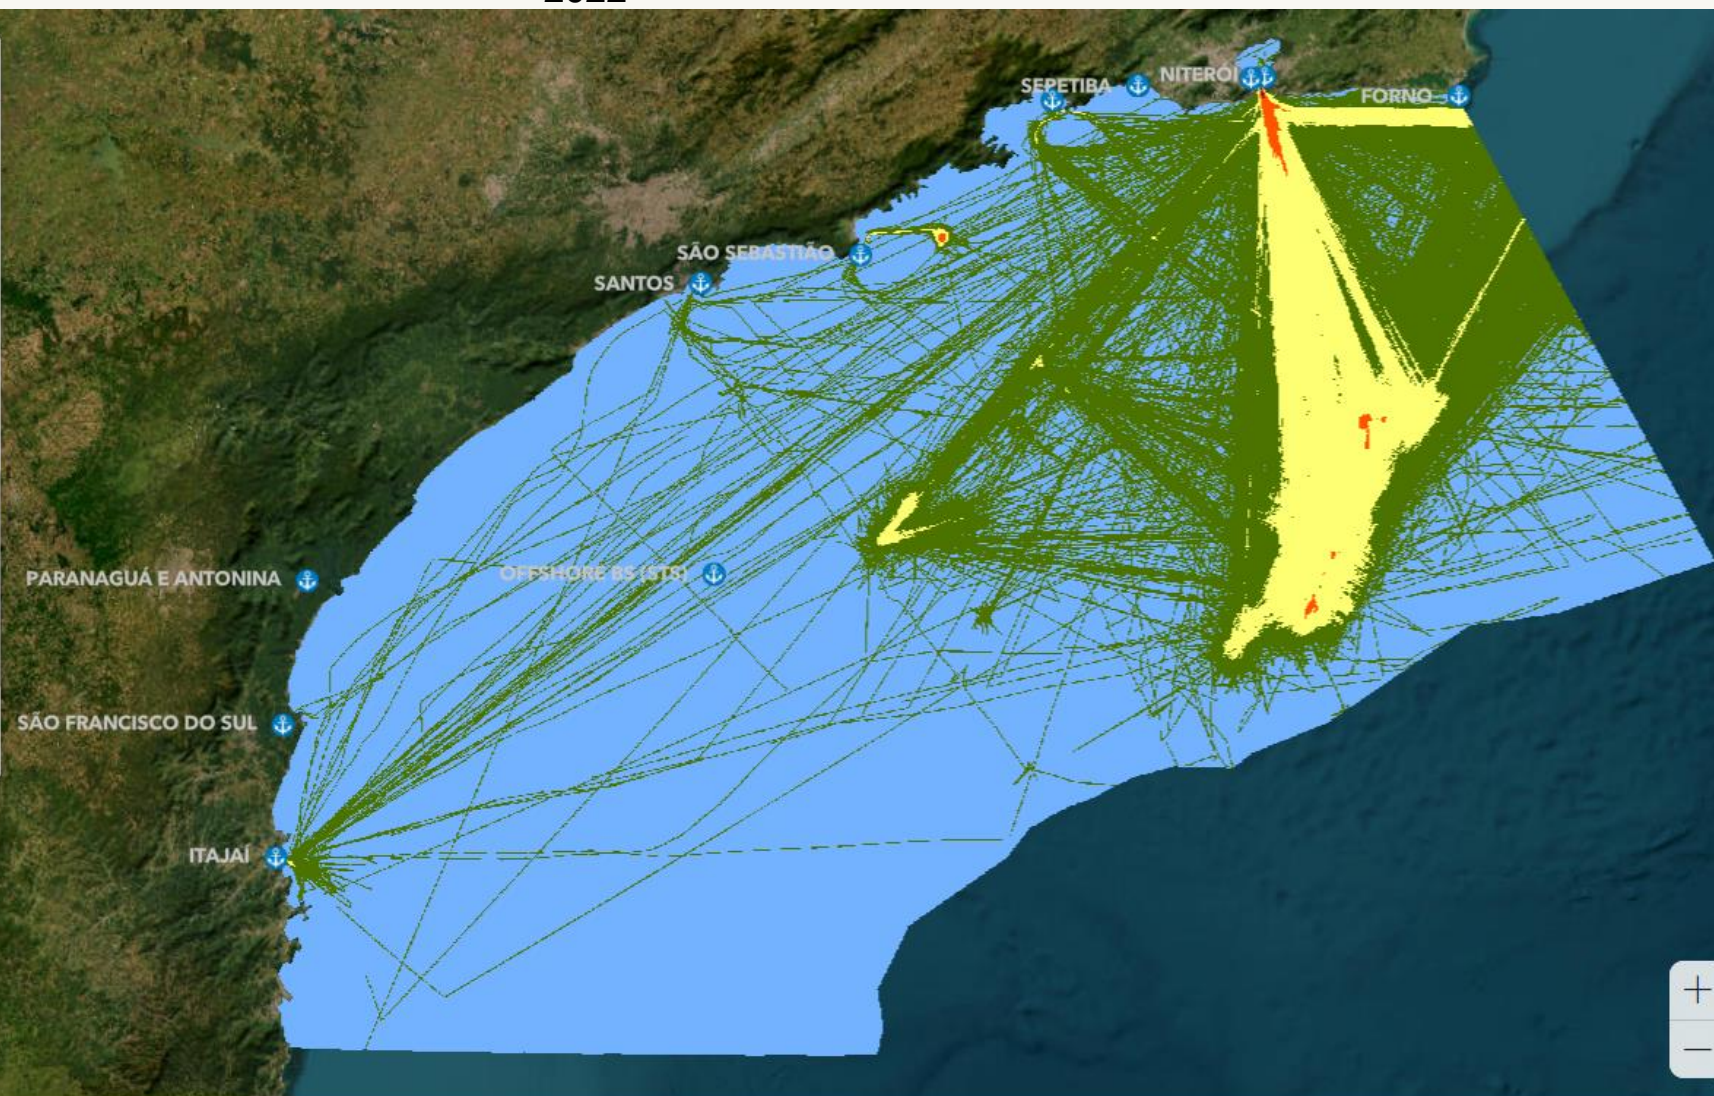 SEPETIBA
NITERÓI
FORNO
SÃO SEBASTIÃO
SANTOS
OFFSHORE BS (STS)
PARANAGUÁ E ANTONINA
SÃO FRANCISCO DO SUL
ITAJAÍ
+
−